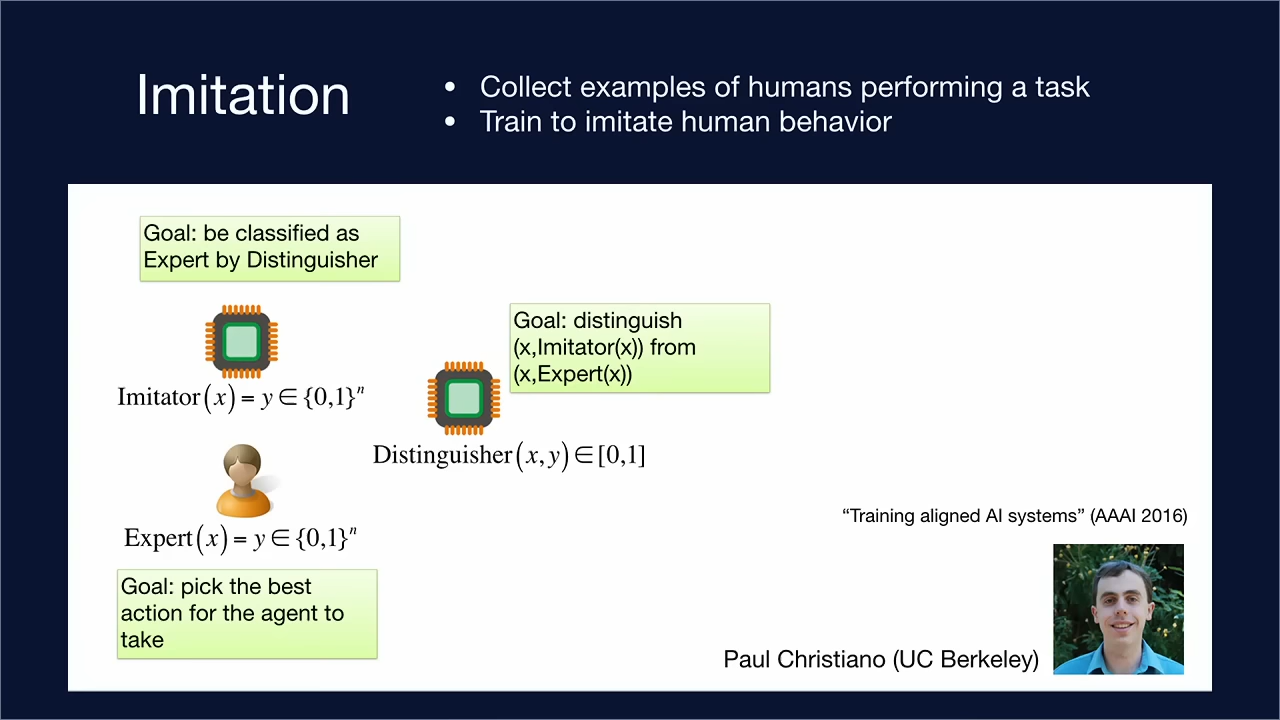 Imitation
• Collect examples of humans performing a task
• Train to imitate human behavior
Goal: be classified as
Expert by Distinguisher
Imitator(x) = y ∈ {0,1}ⁿ
Goal: distinguish
(x,Imitator(x)) from
(x,Expert(x))
Distinguisher(x, y) ∈ [0,1]
Expert(x) = y ∈ {0,1}ⁿ
Goal: pick the best
action for the agent to
take
“Training aligned AI systems” (AAAI 2016)
Paul Christiano (UC Berkeley)